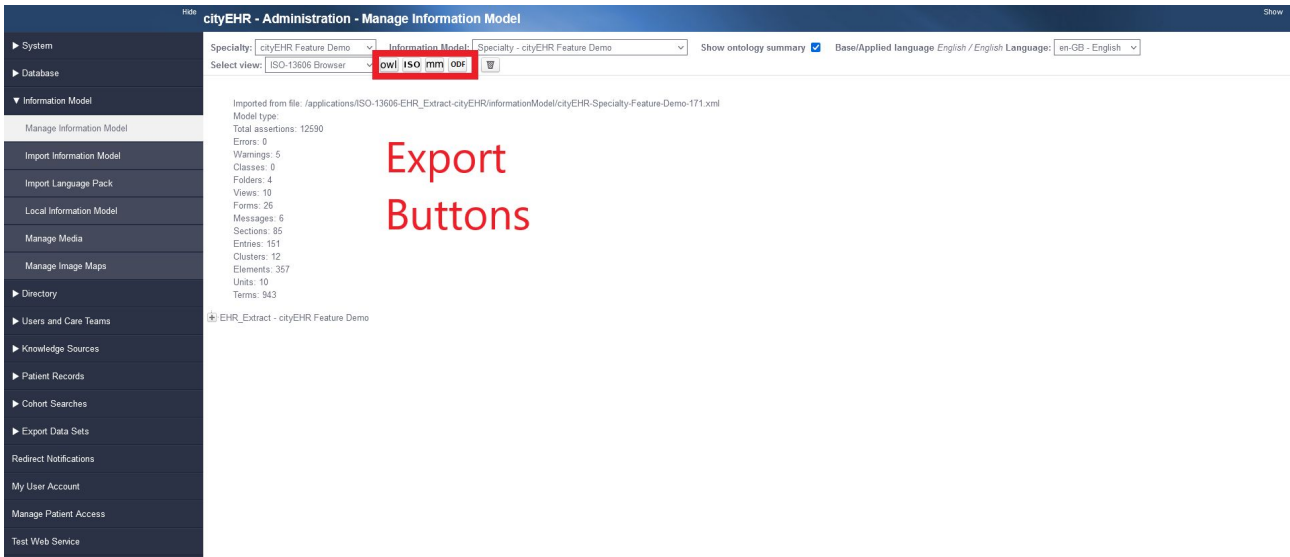 Hide
cityEHR - Administration - Manage Information Model
Show
▶ System
▶ Database
▼ Information Model
Manage Information Model
Import Information Model
Import Language Pack
Local Information Model
Manage Media
Manage Image Maps
▶ Directory
▶ Users and Care Teams
▶ Knowledge Sources
▶ Patient Records
▶ Cohort Searches
▶ Export Data Sets
Redirect Notifications
My User Account
Manage Patient Access
Test Web Service
Specialty: cityEHR Feature Demo Information Model: Specialty - cityEHR Feature Demo Show ontology summary Base/Applied language English / English Language: en-GB - English
Select view: ISO-13606 Browser owl ISO mm ODF
Imported from file: /applications/ISO-13606-EHR_Extract-cityEHR/informationModel/cityEHR-Specialty-Feature-Demo-171.xml
Model type:
Total assertions: 12590
Errors: 0
Warnings: 5
Classes: 0
Folders: 4
Views: 10
Forms: 26
Messages: 6
Sections: 85
Entries: 151
Clusters: 12
Elements: 357
Units: 10
Terms: 943
EHR_Extract - cityEHR Feature Demo
Export
Buttons